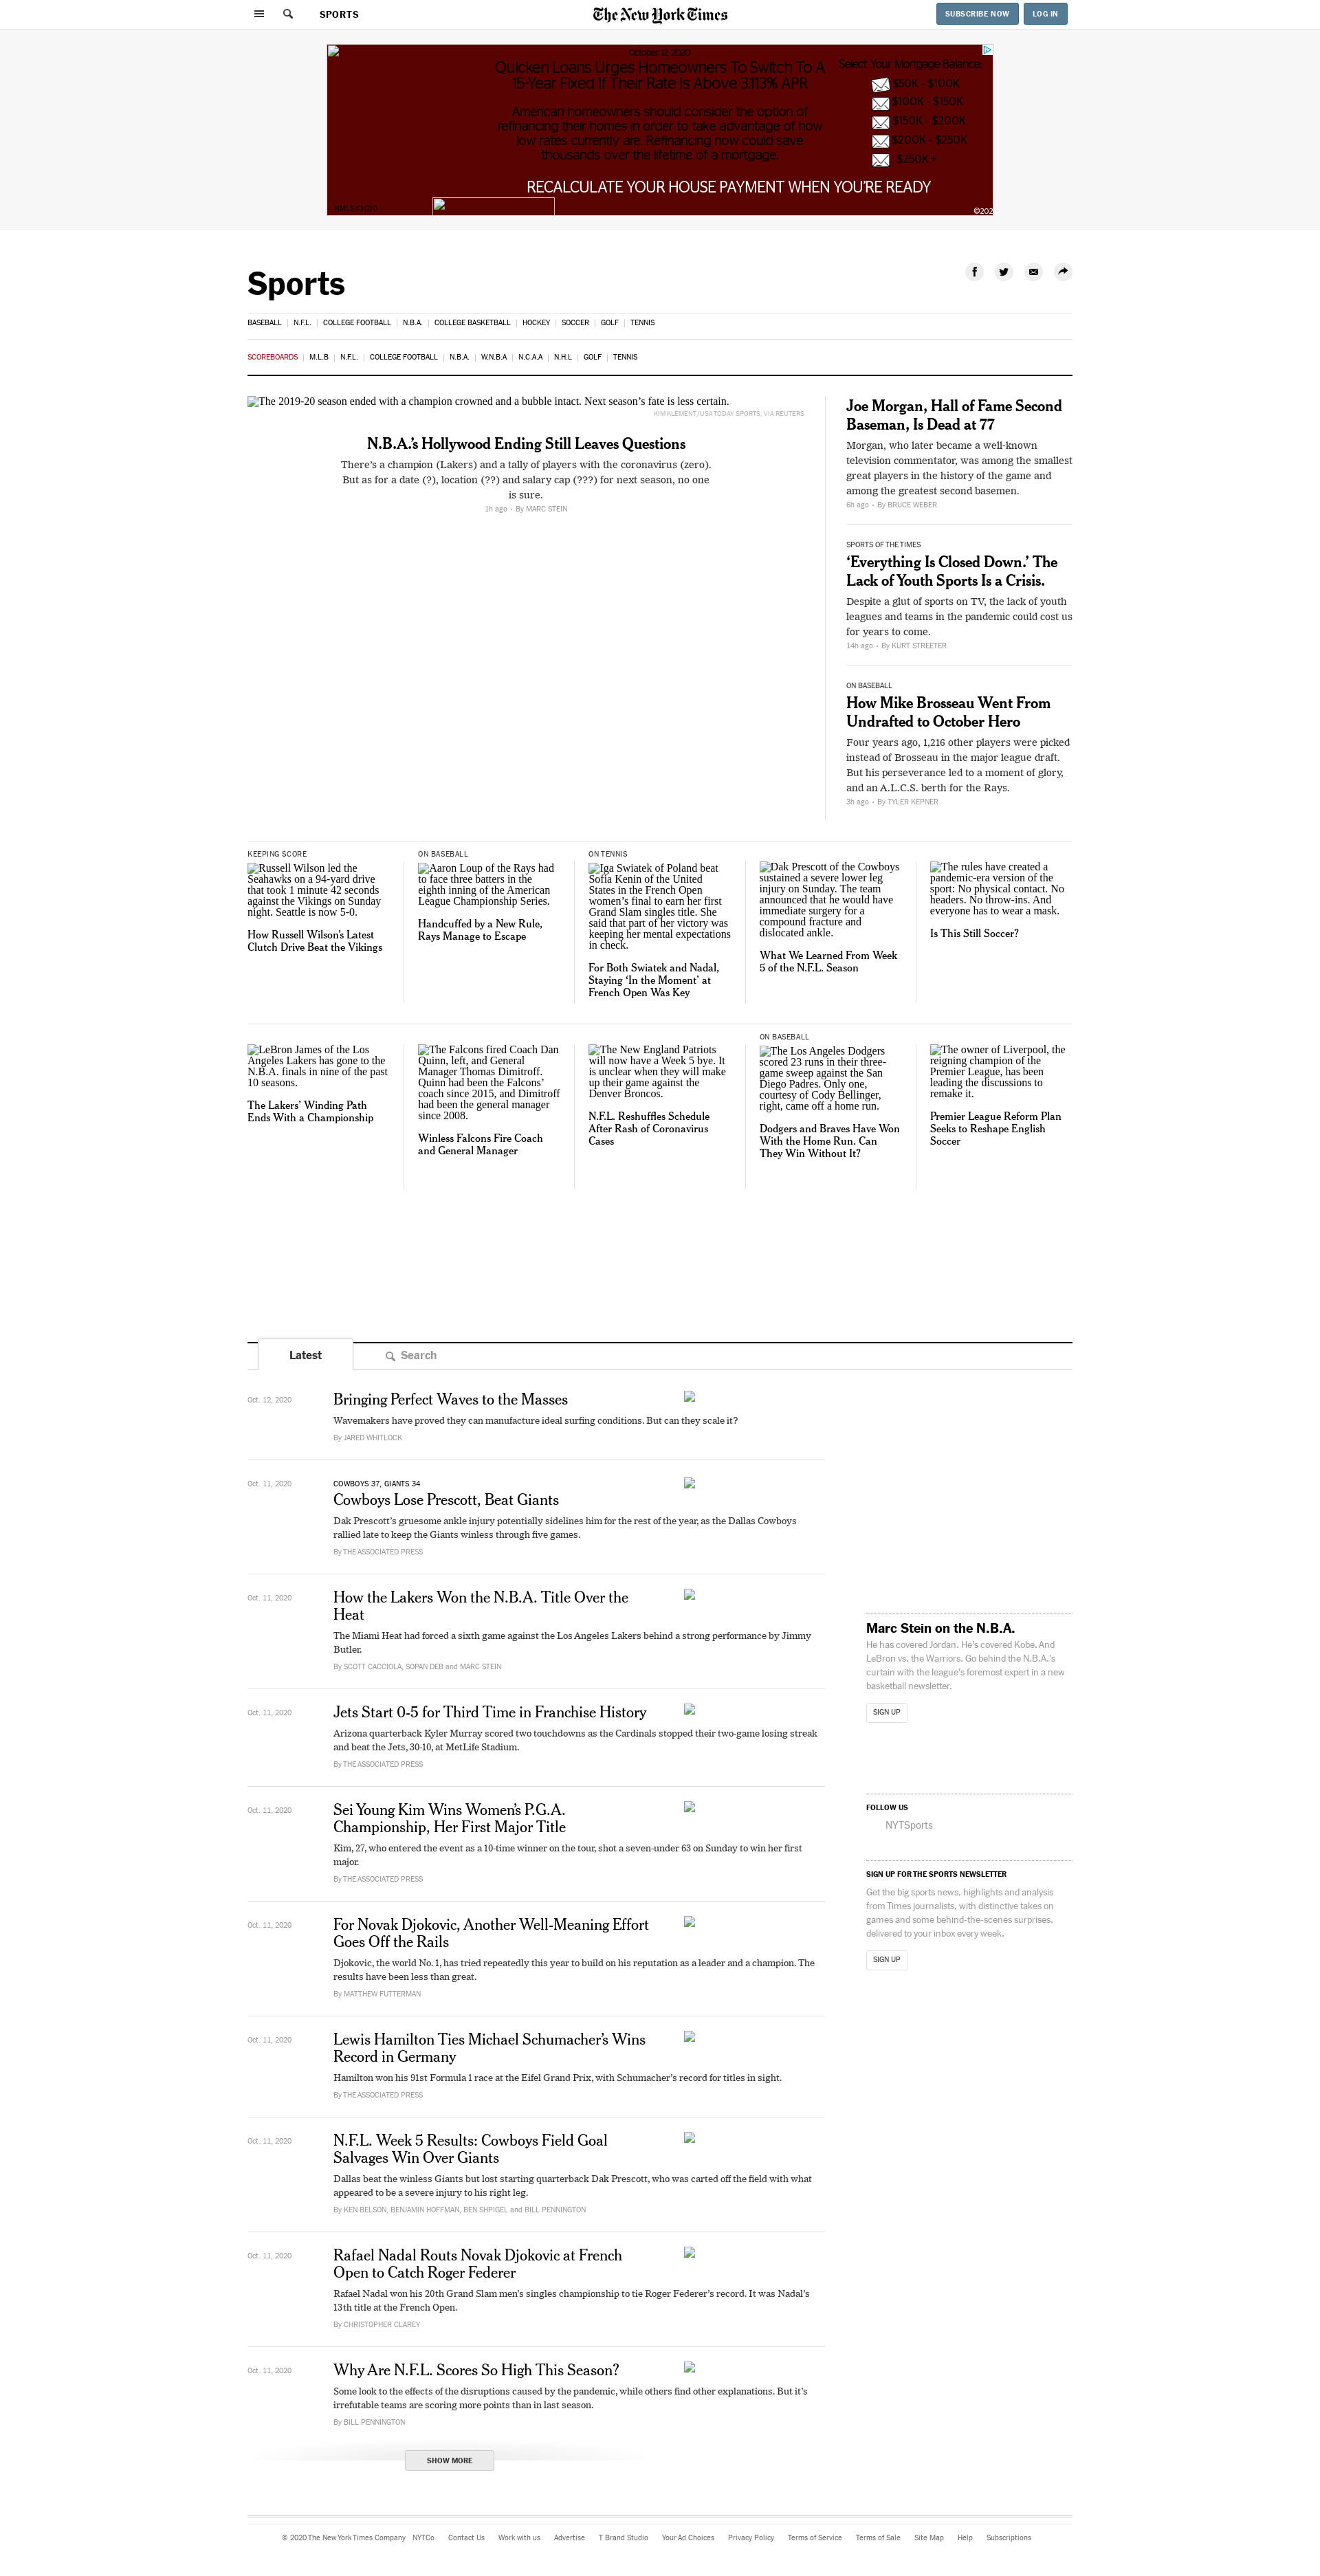 SPORTS
The New York Times
SUBSCRIBE NOW
LOG IN
October 12, 2020
Quicken Loans Urges Homeowners To Switch To A
15-Year Fixed If Their Rate Is Above 3.113% APR
American homeowners should consider the option of
refinancing their homes in order to take advantage of how
low rates currently are. Refinancing now could save
thousands over the lifetime of a mortgage.
Select Your Mortgage Balance:
$50K - $100K
$100K - $150K
$150K - $200K
$200K - $250K
$250K +
RECALCULATE YOUR HOUSE PAYMENT WHEN YOU'RE READY
NMLS #3030
©202
Sports
BASEBALL
N.F.L.
COLLEGE FOOTBALL
N.B.A.
COLLEGE BASKETBALL
HOCKEY
SOCCER
GOLF
TENNIS
SCOREBOARDS
M.L.B
N.F.L.
COLLEGE FOOTBALL
N.B.A.
W.N.B.A
N.C.A.A
N.H.L
GOLF
TENNIS
The 2019-20 season ended with a champion crowned and a bubble intact. Next season's fate is less certain.
KIM KLEMENT/USA TODAY SPORTS, VIA REUTERS
N.B.A.'s Hollywood Ending Still Leaves Questions
There's a champion (Lakers) and a tally of players with the coronavirus (zero).
But as for a date (?), location (??) and salary cap (???) for next season, no one
is sure.
1h ago • By MARC STEIN
Joe Morgan, Hall of Fame Second
Baseman, Is Dead at 77
Morgan, who later became a well-known
television commentator, was among the smallest
great players in the history of the game and
among the greatest second basemen.
6h ago • By BRUCE WEBER
SPORTS OF THE TIMES
‘Everything Is Closed Down.’ The
Lack of Youth Sports Is a Crisis.
Despite a glut of sports on TV, the lack of youth
leagues and teams in the pandemic could cost us
for years to come.
14h ago • By KURT STREETER
ON BASEBALL
How Mike Brosseau Went From
Undrafted to October Hero
Four years ago, 1,216 other players were picked
instead of Brosseau in the major league draft.
But his perseverance led to a moment of glory,
and an A.L.C.S. berth for the Rays.
3h ago • By TYLER KEPNER
KEEPING SCORE
Russell Wilson led the
Seahawks on a 94-yard drive
that took 1 minute 42 seconds
against the Vikings on Sunday
night. Seattle is now 5-0.
How Russell Wilson's Latest
Clutch Drive Beat the Vikings
ON BASEBALL
Aaron Loup of the Rays had
to face three batters in the
eighth inning of the American
League Championship Series.
Handcuffed by a New Rule,
Rays Manage to Escape
ON TENNIS
Iga Swiatek of Poland beat
Sofia Kenin of the United
States in the French Open
women's final to earn her first
Grand Slam singles title. She
said that part of her victory was
keeping her mental expectations
in check.
For Both Swiatek and Nadal,
Staying ‘In the Moment’ at
French Open Was Key
Dak Prescott of the Cowboys
sustained a severe lower leg
injury on Sunday. The team
announced that he would have
immediate surgery for a
compound fracture and
dislocated ankle.
What We Learned From Week
5 of the N.F.L. Season
The rules have created a
pandemic-era version of the
sport: No physical contact. No
headers. No throw-ins. And
everyone has to wear a mask.
Is This Still Soccer?
LeBron James of the Los
Angeles Lakers has gone to the
N.B.A. finals in nine of the past
10 seasons.
The Lakers' Winding Path
Ends With a Championship
The Falcons fired Coach Dan
Quinn, left, and General
Manager Thomas Dimitroff.
Quinn had been the Falcons'
coach since 2015, and Dimitroff
had been the general manager
since 2008.
Winless Falcons Fire Coach
and General Manager
The New England Patriots
will now have a Week 5 bye. It
is unclear when they will make
up their game against the
Denver Broncos.
N.F.L. Reshuffles Schedule
After Rash of Coronavirus
Cases
ON BASEBALL
The Los Angeles Dodgers
scored 23 runs in their three-
game sweep against the San
Diego Padres. Only one,
courtesy of Cody Bellinger,
right, came off a home run.
Dodgers and Braves Have Won
With the Home Run. Can
They Win Without It?
The owner of Liverpool, the
reigning champion of the
Premier League, has been
leading the discussions to
remake it.
Premier League Reform Plan
Seeks to Reshape English
Soccer
Latest
Search
Oct. 12, 2020
Bringing Perfect Waves to the Masses
Wavemakers have proved they can manufacture ideal surfing conditions. But can they scale it?
By JARED WHITLOCK
Oct. 11, 2020
COWBOYS 37, GIANTS 34
Cowboys Lose Prescott, Beat Giants
Dak Prescott's gruesome ankle injury potentially sidelines him for the rest of the year, as the Dallas Cowboys
rallied late to keep the Giants winless through five games.
By THE ASSOCIATED PRESS
Oct. 11, 2020
How the Lakers Won the N.B.A. Title Over the
Heat
The Miami Heat had forced a sixth game against the Los Angeles Lakers behind a strong performance by Jimmy
Butler.
By SCOTT CACCIOLA, SOPAN DEB and MARC STEIN
Oct. 11, 2020
Jets Start 0-5 for Third Time in Franchise History
Arizona quarterback Kyler Murray scored two touchdowns as the Cardinals stopped their two-game losing streak
and beat the Jets, 30-10, at MetLife Stadium.
By THE ASSOCIATED PRESS
Oct. 11, 2020
Sei Young Kim Wins Women's P.G.A.
Championship, Her First Major Title
Kim, 27, who entered the event as a 10-time winner on the tour, shot a seven-under 63 on Sunday to win her first
major.
By THE ASSOCIATED PRESS
Oct. 11, 2020
For Novak Djokovic, Another Well-Meaning Effort
Goes Off the Rails
Djokovic, the world No. 1, has tried repeatedly this year to build on his reputation as a leader and a champion. The
results have been less than great.
By MATTHEW FUTTERMAN
Oct. 11, 2020
Lewis Hamilton Ties Michael Schumacher's Wins
Record in Germany
Hamilton won his 91st Formula 1 race at the Eifel Grand Prix, with Schumacher's record for titles in sight.
By THE ASSOCIATED PRESS
Oct. 11, 2020
N.F.L. Week 5 Results: Cowboys Field Goal
Salvages Win Over Giants
Dallas beat the winless Giants but lost starting quarterback Dak Prescott, who was carted off the field with what
appeared to be a severe injury to his right leg.
By KEN BELSON, BENJAMIN HOFFMAN, BEN SHPIGEL and BILL PENNINGTON
Oct. 11, 2020
Rafael Nadal Routs Novak Djokovic at French
Open to Catch Roger Federer
Rafael Nadal won his 20th Grand Slam men's singles championship to tie Roger Federer's record. It was Nadal's
13th title at the French Open.
By CHRISTOPHER CLAREY
Oct. 11, 2020
Why Are N.F.L. Scores So High This Season?
Some look to the effects of the disruptions caused by the pandemic, while others find other explanations. But it's
irrefutable teams are scoring more points than in last season.
By BILL PENNINGTON
SHOW MORE
Marc Stein on the N.B.A.
He has covered Jordan. He's covered Kobe. And
LeBron vs. the Warriors. Go behind the N.B.A.'s
curtain with the league's foremost expert in a new
basketball newsletter.
SIGN UP
FOLLOW US
NYTSports
SIGN UP FOR THE SPORTS NEWSLETTER
Get the big sports news, highlights and analysis
from Times journalists, with distinctive takes on
games and some behind-the-scenes surprises,
delivered to your inbox every week.
SIGN UP
© 2020 The New York Times Company
NYTCo
Contact Us
Work with us
Advertise
T Brand Studio
Your Ad Choices
Privacy Policy
Terms of Service
Terms of Sale
Site Map
Help
Subscriptions